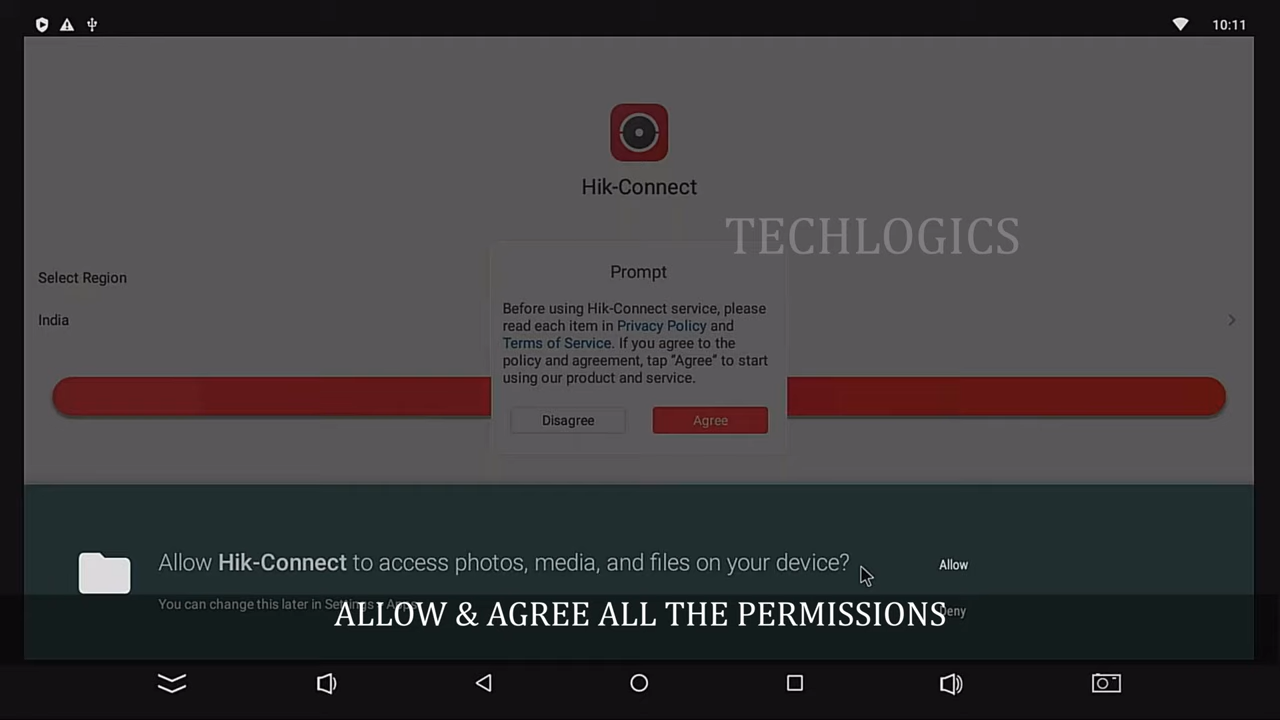 10:11
Hik-Connect
TECHLOGICS
Select Region
India
Prompt
Before using Hik-Connect service, please
read each item in Privacy Policy and
Terms of Service. If you agree to the
policy and agreement, tap "Agree" to start
using our product and service.
Disagree
Agree
Allow Hik-Connect to access photos, media, and files on your device?
Allow
You can change this later in Settings > Apps.
Deny
ALLOW & AGREE ALL THE PERMISSIONS